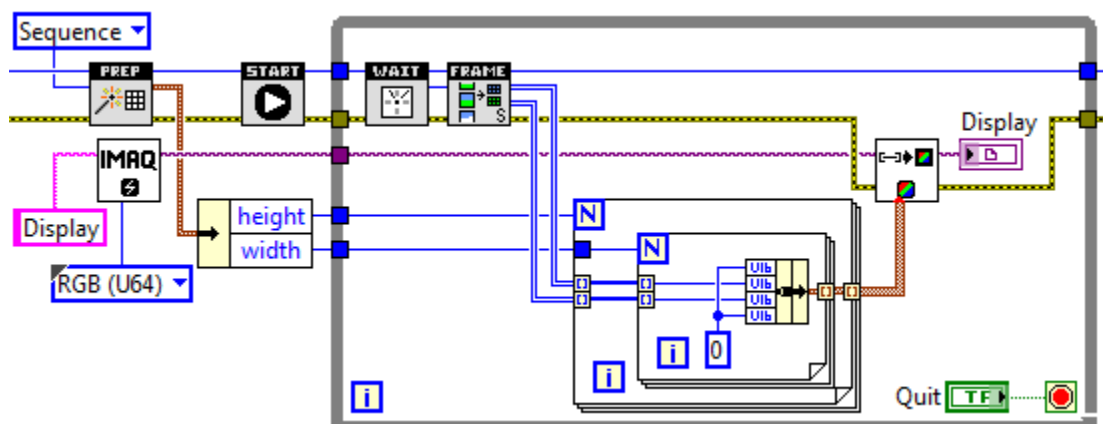 Sequence
PREP
START
WAIT
FRAME
S
Display
IMAQ
Display
height
width
RGB (U64)
N
N
U16
U16
U16
U16
0
i
i
i
Quit
TF